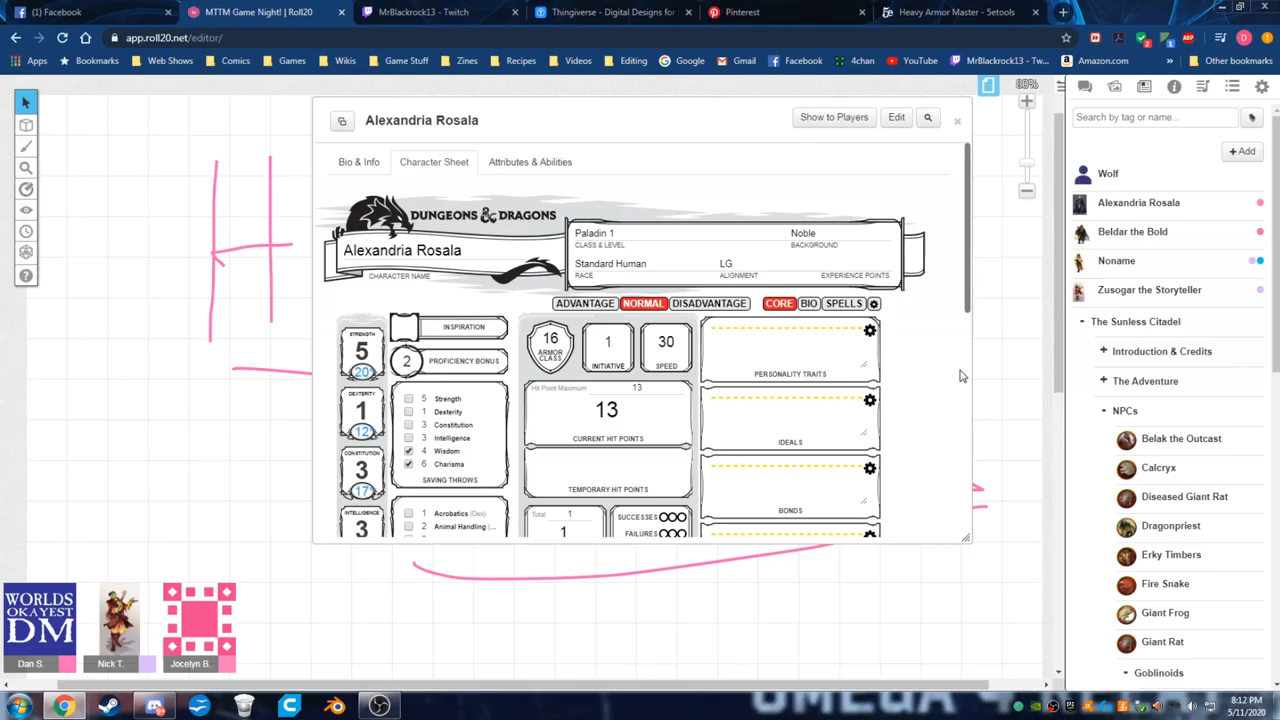 (1) Facebook
MTTM Game Night! | Roll20
MrBlackrock13 - Twitch
Thingiverse - Digital Designs for
Pinterest
Heavy Armor Master - 5etools
app.roll20.net/editor/
Apps
Bookmarks
Web Shows
Comics
Games
Wikis
Game Stuff
Zines
Recipes
Videos
Editing
Google
Gmail
Facebook
4chan
YouTube
MrBlackrock13 - Tw...
Amazon.com
Other bookmarks
80%
Alexandria Rosala
Show to Players
Edit
Bio & Info
Character Sheet
Attributes & Abilities
DUNGEONS & DRAGONS
Alexandria Rosala
CHARACTER NAME
Paladin 1
Noble
CLASS & LEVEL
BACKGROUND
Standard Human
LG
RACE
ALIGNMENT
EXPERIENCE POINTS
ADVANTAGE
NORMAL
DISADVANTAGE
CORE
BIO
SPELLS
STRENGTH
5
20
DEXTERITY
1
12
CONSTITUTION
3
17
INTELLIGENCE
3
INSPIRATION
2 PROFICIENCY BONUS
5 Strength
1 Dexterity
3 Constitution
3 Intelligence
4 Wisdom
6 Charisma
SAVING THROWS
1 Acrobatics (Dex)
2 Animal Handling (...
16
ARMOR
CLASS
1
INITIATIVE
30
SPEED
Hit Point Maximum 13
13
CURRENT HIT POINTS
TEMPORARY HIT POINTS
Total 1
1
SUCCESSES
FAILURES
PERSONALITY TRAITS
IDEALS
BONDS
Search by tag or name...
+ Add
Wolf
Alexandria Rosala
Beldar the Bold
Noname
Zusogar the Storyteller
The Sunless Citadel
Introduction & Credits
The Adventure
NPCs
Belak the Outcast
Calcryx
Diseased Giant Rat
Dragonpriest
Erky Timbers
Fire Snake
Giant Frog
Giant Rat
Goblinoids
WORLDS
OKAYEST
DM
Dan S.
Nick T.
Jocelyn B.
8:12 PM
5/11/2020